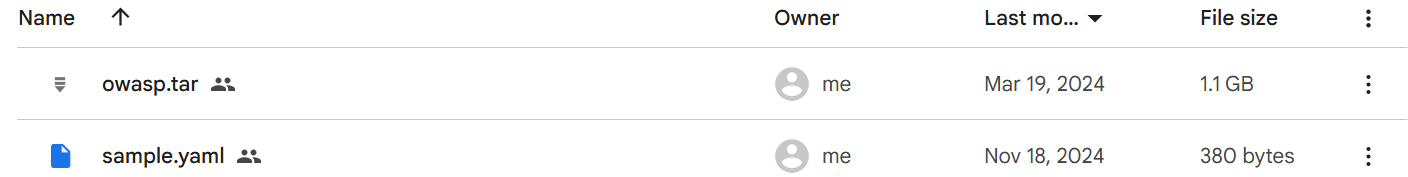 Name Owner Last mo... File size
owasp.tar me Mar 19, 2024 1.1 GB
sample.yaml me Nov 18, 2024 380 bytes